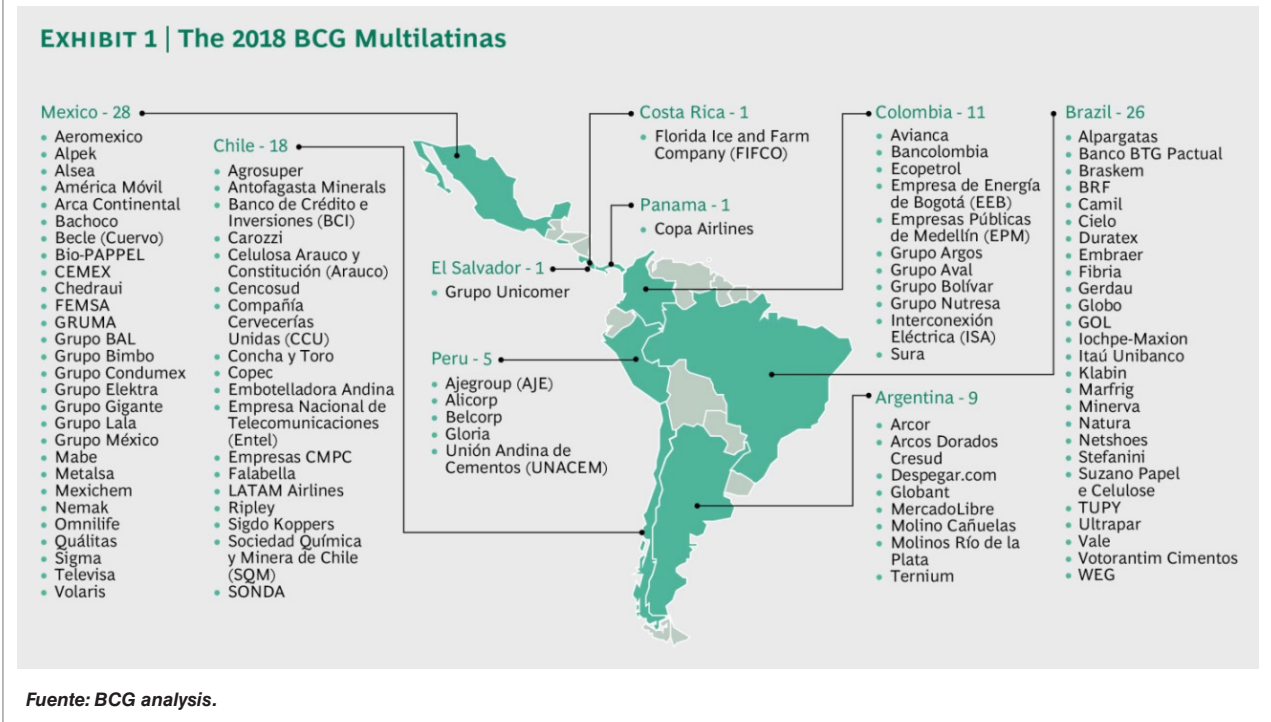 EXHIBIT 1 | The 2018 BCG Multilatinas
Mexico - 28
Aeromexico
Alpek
Alsea
América Móvil
Arca Continental
Bachoco
Becle (Cuervo)
Bio-PAPPEL
CEMEX
Chedraui
FEMSA
GRUMA
Grupo BAL
Grupo Bimbo
Grupo Condumex
Grupo Elektra
Grupo Gigante
Grupo Lala
Grupo México
Mabe
Metalsa
Mexichem
Nemak
Omnilife
Quálitas
Sigma
Televisa
Volaris
Chile - 18
Agrosuper
Antofagasta Minerals
Banco de Crédito e
Inversiones (BCI)
Carozzi
Celulosa Arauco y
Constitución (Arauco)
Cencosud
Compañía
Cervecerías
Unidas (CCU)
Concha y Toro
Copec
Embotelladora Andina
Empresa Nacional de
Telecomunicaciones
(Entel)
Empresas CMPC
Falabella
LATAM Airlines
Ripley
Sigdo Koppers
Sociedad Química
y Minera de Chile
(SQM)
SONDA
Costa Rica - 1
Florida Ice and Farm
Company (FIFCO)
Panama - 1
Copa Airlines
El Salvador - 1
Grupo Unicomer
Peru - 5
Ajegroup (AJE)
Alicorp
Belcorp
Gloria
Unión Andina de
Cementos (UNACEM)
Colombia - 11
Avianca
Bancolombia
Ecopetrol
Empresa de Energía
de Bogotá (EEB)
Empresas Públicas
de Medellín (EPM)
Grupo Argos
Grupo Aval
Grupo Bolívar
Grupo Nutresa
Interconexión
Eléctrica (ISA)
Sura
Argentina - 9
Arcor
Arcos Dorados
Cresud
Despegar.com
Globant
MercadoLibre
Molino Cañuelas
Molinos Río de la
Plata
Ternium
Brazil - 26
Alpargatas
Banco BTG Pactual
Braskem
BRF
Camil
Cielo
Duratex
Embraer
Fibria
Gerdau
Globo
GOL
Iochpe-Maxion
Itaú Unibanco
Klabin
Marfrig
Minerva
Natura
Netshoes
Stefanini
Suzano Papel
e Celulose
TUPY
Ultrapar
Vale
Votorantim Cimentos
WEG
Fuente: BCG analysis.